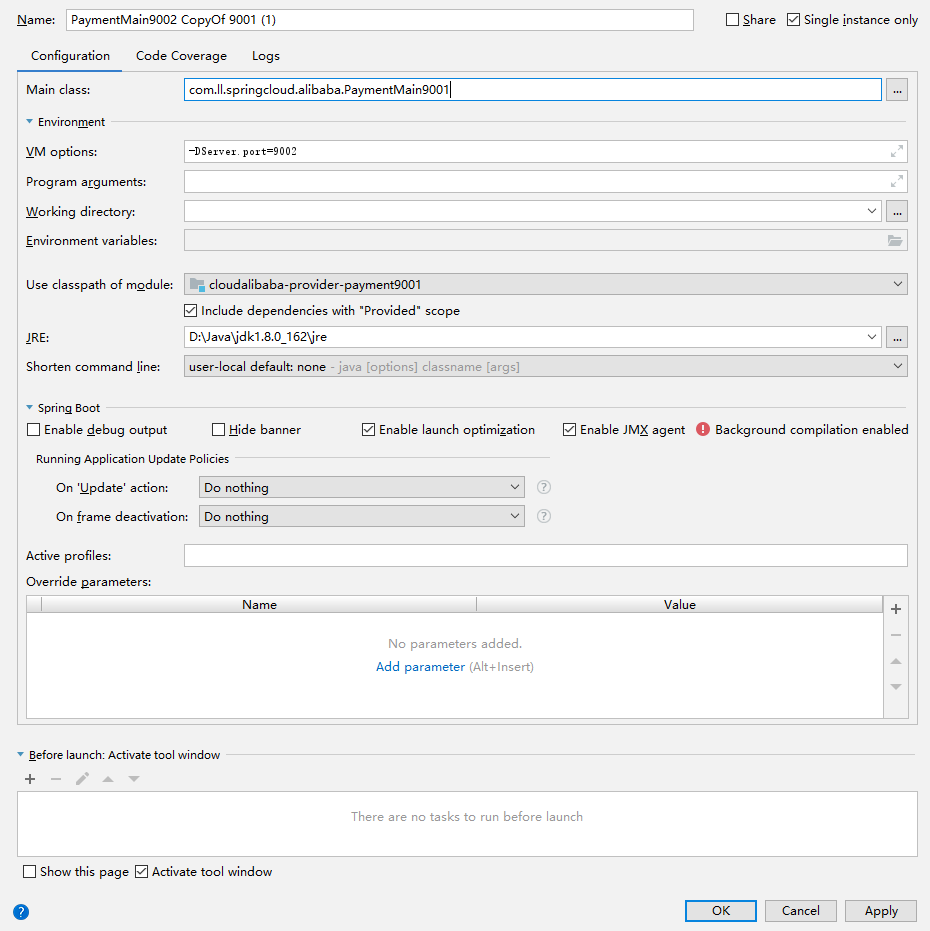 Name: PaymentMain9002 CopyOf 9001 (1) Share Single instance only
Configuration Code Coverage Logs
Main class: com.ll.springcloud.alibaba.PaymentMain9001 ...
Environment
VM options: -DServer.port=9002
Program arguments:
Working directory: ...
Environment variables:
Use classpath of module: cloudalibaba-provider-payment9001
Include dependencies with "Provided" scope
JRE: D:\Java\jdk1.8.0_162\jre ...
Shorten command line: user-local default: none - java [options] classname [args]
Spring Boot
Enable debug output Hide banner Enable launch optimization Enable JMX agent Background compilation enabled
Running Application Update Policies
On 'Update' action: Do nothing ?
On frame deactivation: Do nothing ?
Active profiles:
Override parameters:
Name Value
No parameters added.
Add parameter (Alt+Insert)
Before launch: Activate tool window
There are no tasks to run before launch
Show this page Activate tool window
? OK Cancel Apply